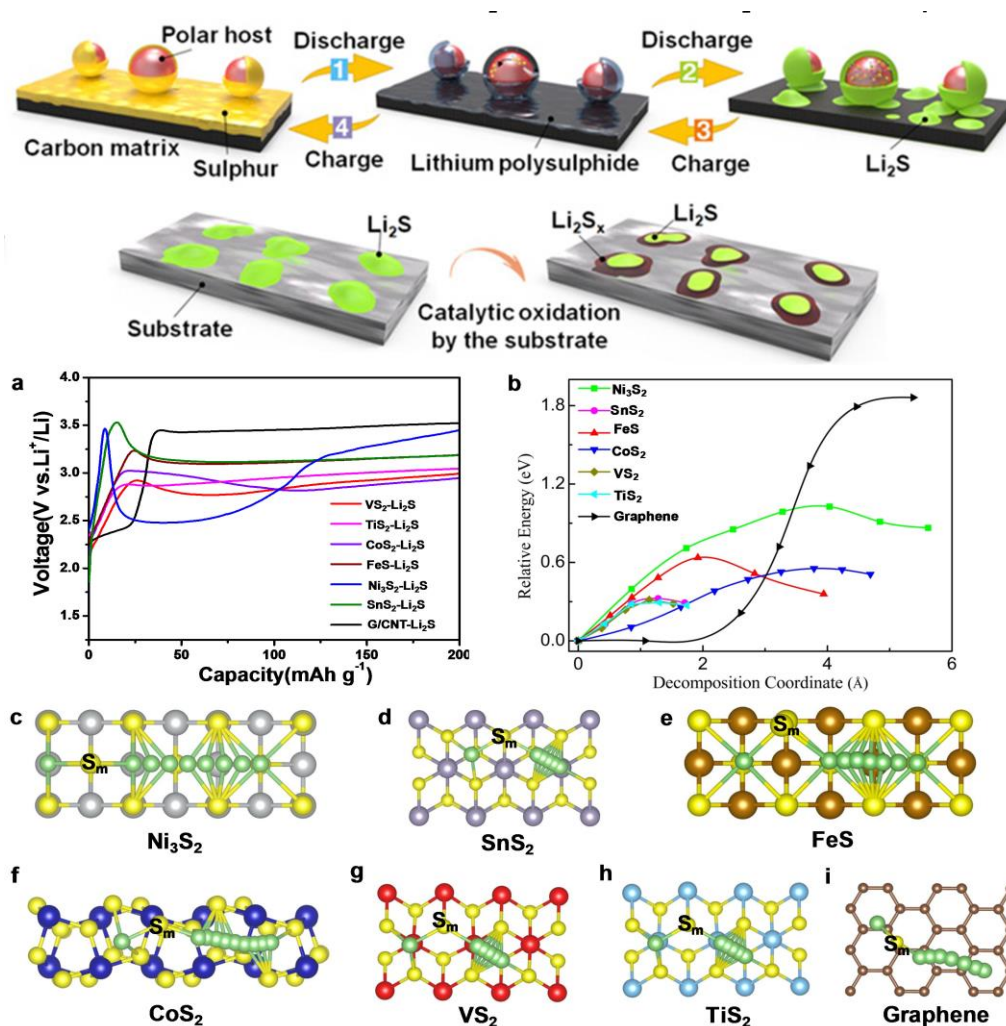 Polar host
Discharge
1
Discharge
2
4
3
Carbon matrix
Sulphur
Charge
Lithium polysulphide
Charge
Li₂S
Li₂S
Li₂Sₓ
Li₂S
Substrate
Catalytic oxidation
by the substrate
a
4.0
3.5
3.0
2.5
2.0
1.5
Voltage(V vs.Li⁺/Li)
VS₂-Li₂S
TiS₂-Li₂S
CoS₂-Li₂S
FeS-Li₂S
Ni₃S₂-Li₂S
SnS₂-Li₂S
G/CNT-Li₂S
0 50 100 150 200
Capacity(mAh g⁻¹)
b
1.8
1.2
0.6
0.0
Relative Energy (eV)
Ni₃S₂
SnS₂
FeS
CoS₂
VS₂
TiS₂
Graphene
0 2 4 6
Decomposition Coordinate (Å)
c
Sₘ
Ni₃S₂
d
Sₘ
SnS₂
e
Sₘ
FeS
f
Sₘ
CoS₂
g
Sₘ
VS₂
h
Sₘ
TiS₂
i
Sₘ
Graphene